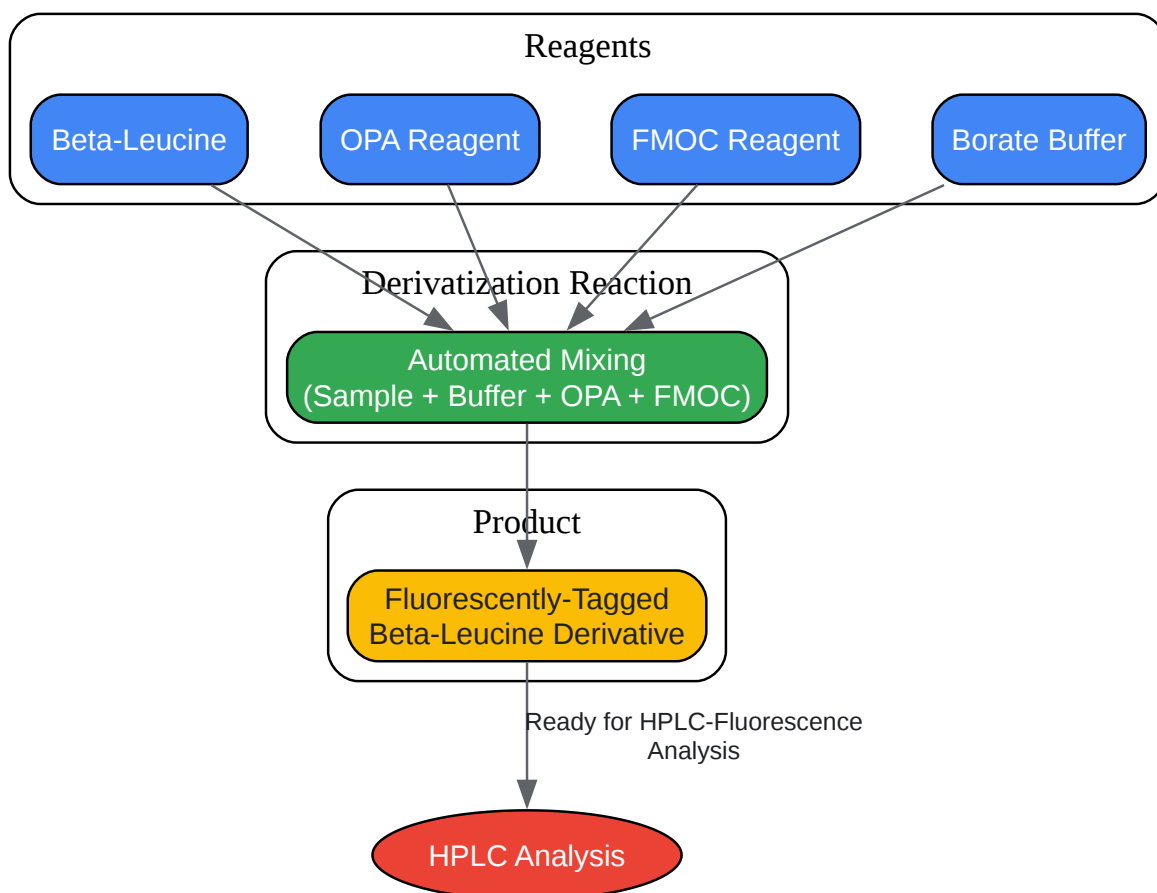 Reagents
Beta-Leucine
OPA Reagent
FMOC Reagent
Borate Buffer
Derivatization Reaction
Automated Mixing
(Sample + Buffer + OPA + FMOC)
Product
Fluorescently-Tagged
Beta-Leucine Derivative
Ready for HPLC-Fluorescence
Analysis
HPLC Analysis